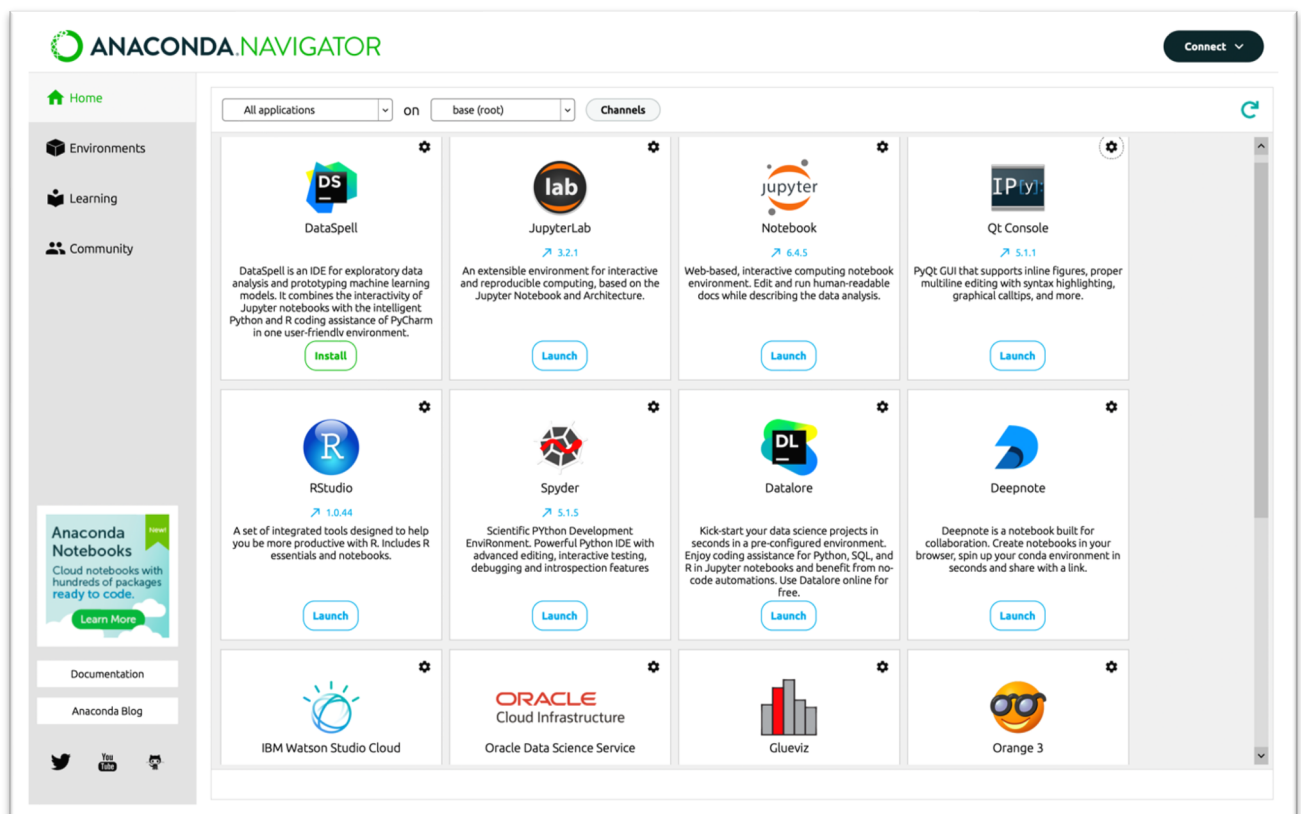 ANACONDA.NAVIGATOR
Connect
Home
Environments
Learning
Community
All applications
on
base (root)
Channels
DS
DataSpell
DataSpell is an IDE for exploratory data
analysis and prototyping machine learning
models. It combines the interactivity of
Jupyter notebooks with the intelligent
Python and R coding assistance of PyCharm
in one user-friendly environment.
Install
lab
JupyterLab
3.2.1
An extensible environment for interactive
and reproducible computing, based on the
Jupyter Notebook and Architecture.
Launch
jupyter
Notebook
6.4.5
Web-based, interactive computing notebook
environment. Edit and run human-readable
docs while describing the data analysis.
Launch
IP[y]:
Qt Console
5.1.1
PyQt GUI that supports inline figures, proper
multiline editing with syntax highlighting,
graphical calltips, and more.
Launch
R
RStudio
1.0.44
A set of integrated tools designed to help
you be more productive with R. Includes R
essentials and notebooks.
Launch
Spyder
5.1.5
Scientific PYthon Development
EnviRonment. Powerful Python IDE with
advanced editing, interactive testing,
debugging and introspection features
Launch
DL
Datalore
Kick-start your data science projects in
seconds in a pre-configured environment.
Enjoy coding assistance for Python, SQL, and
R in Jupyter notebooks and benefit from no-
code automations. Use Datalore online for
free.
Launch
Deepnote
Deepnote is a notebook built for
collaboration. Create notebooks in your
browser, spin up your conda environment in
seconds and share with a link.
Launch
IBM Watson Studio Cloud
ORACLE
Cloud Infrastructure
Oracle Data Science Service
Glueviz
Orange 3
Anaconda
Notebooks
New!
Cloud notebooks with
hundreds of packages
ready to code.
Learn More
Documentation
Anaconda Blog
You
Tube